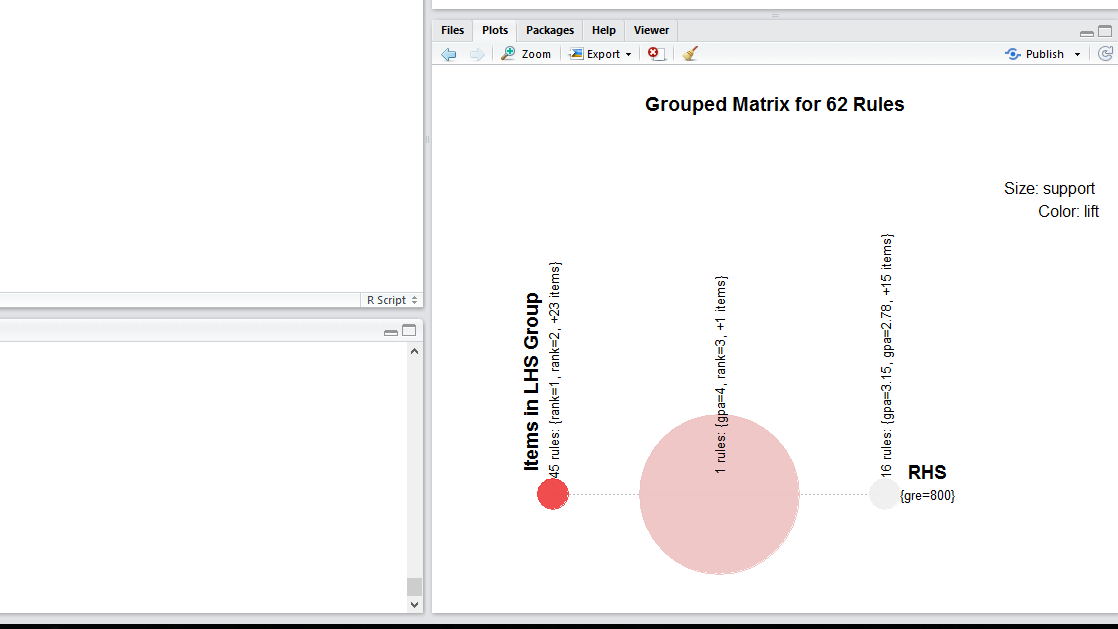 Files Plots Packages Help Viewer
Zoom Export Publish
Grouped Matrix for 62 Rules
Size: support
Color: lift
Items in LHS Group
45 rules: {rank=1, rank=2, +23 items}
1 rules: {gpa=4, rank=3, +1 items}
16 rules: {gpa=3.15, gpa=2.78, +15 items}
RHS
{gre=800}
R Script